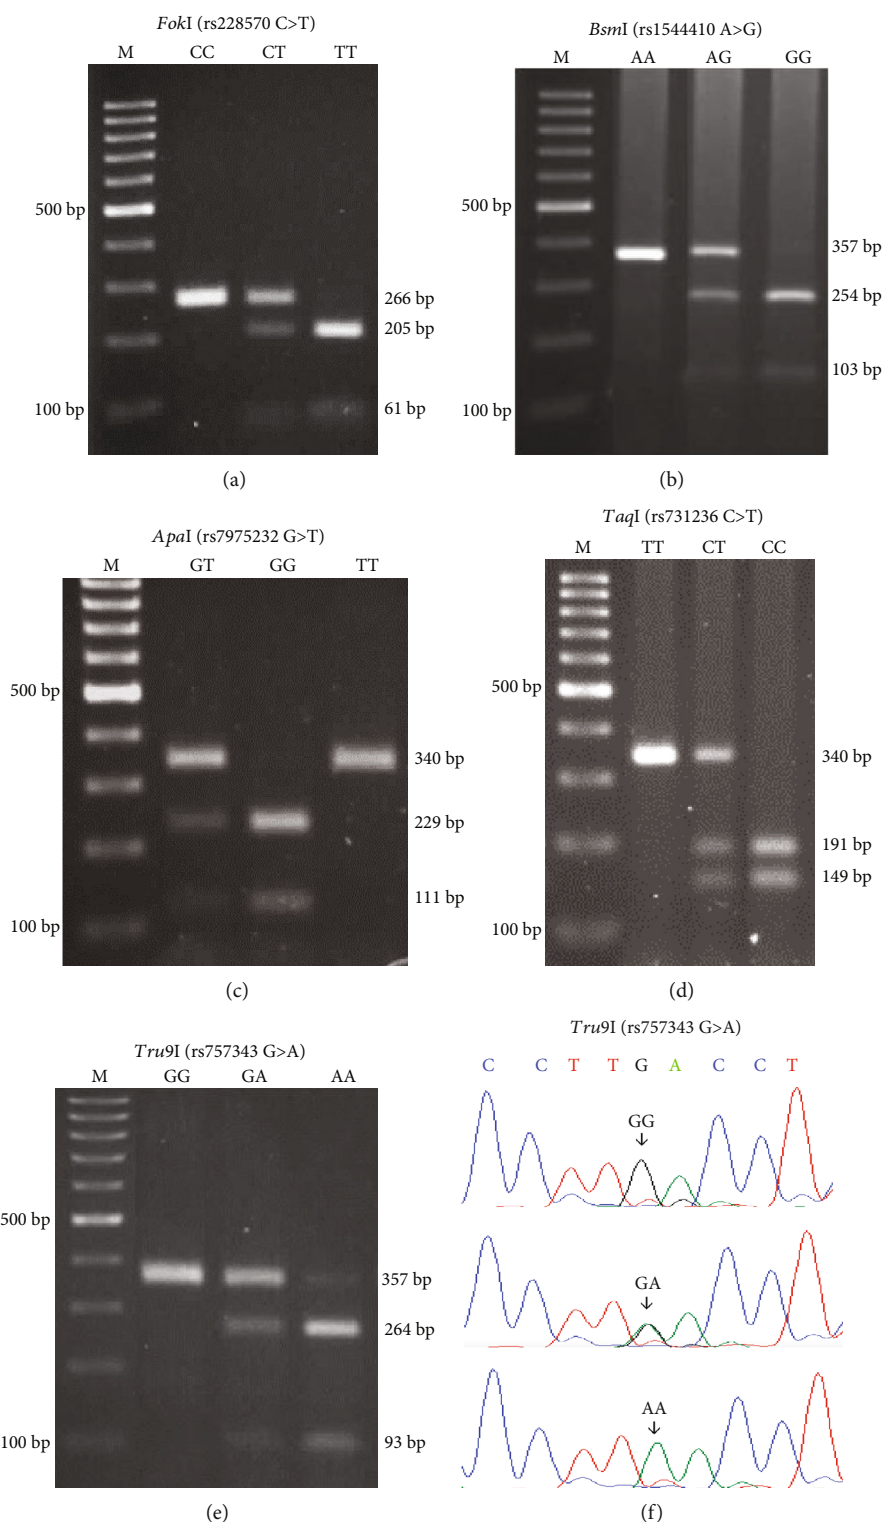 FokI (rs228570 C>T)
M CC CT TT
500 bp
266 bp
205 bp
100 bp
61 bp
(a)
BsmI (rs1544410 A>G)
M AA AG GG
500 bp
357 bp
254 bp
103 bp
100 bp
(b)
ApaI (rs7975232 G>T)
M GT GG TT
500 bp
340 bp
229 bp
111 bp
100 bp
(c)
TaqI (rs731236 C>T)
M TT CT CC
500 bp
340 bp
191 bp
149 bp
100 bp
(d)
Tru9I (rs757343 G>A)
M GG GA AA
500 bp
357 bp
264 bp
100 bp
93 bp
(e)
Tru9I (rs757343 G>A)
C C T T G A C C T
GG
GA
AA
(f)